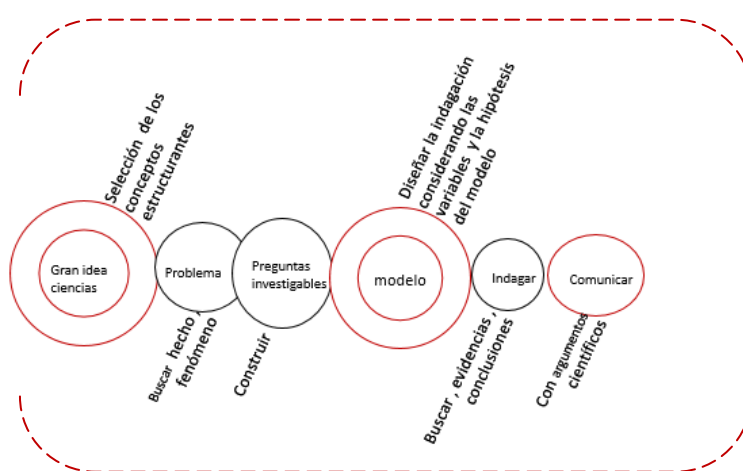 Selección de los
conceptos
estructurantes
Diseñar la indagación
considerando las
variables y la hipótesis
del modelo
Gran idea
ciencias
Problema
Preguntas
investigables
modelo
Indagar
Comunicar
Buscar hecho ,
fenómeno
Construir
Buscar , evidencias ,
conclusiones
Con argumentos
científicos